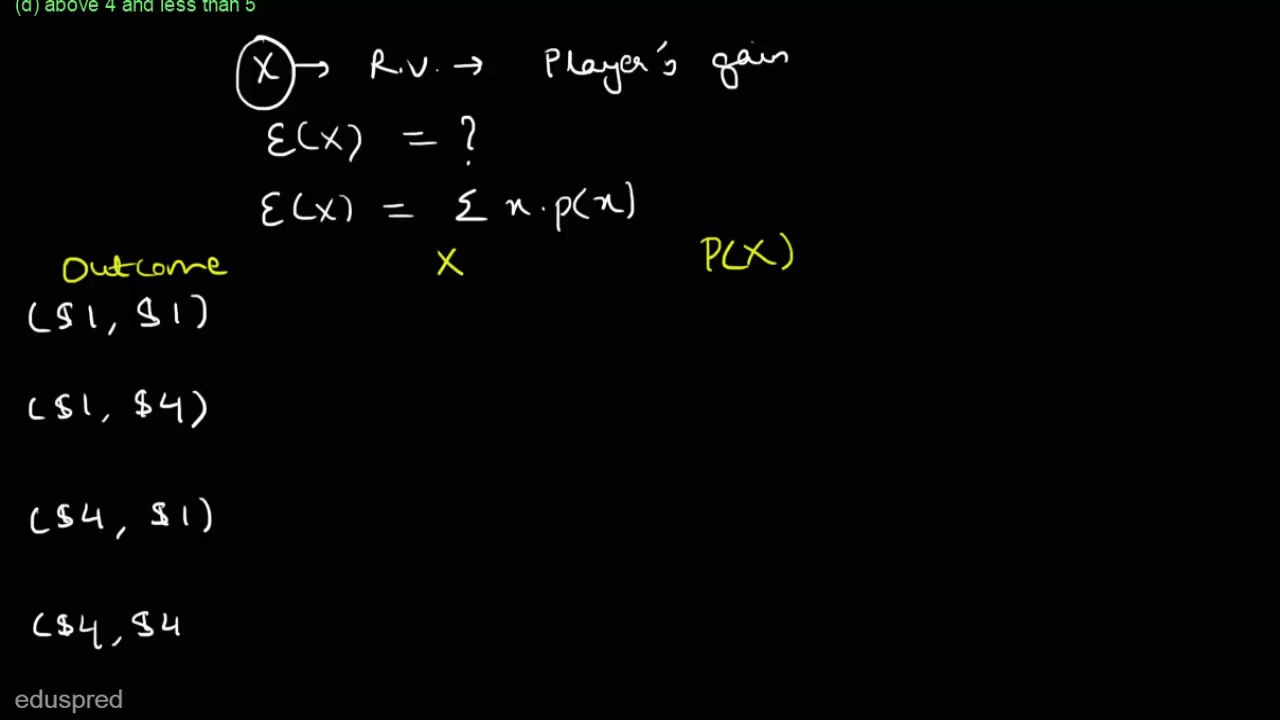 (d) above 4 and less than 5
X → R.V. → Player's gain
E(X) = ?
E(X) = Σ x.p(x)
Outcome X P(X)
($1, $1)
($1, $4)
($4, $1)
($4, $4
eduspred